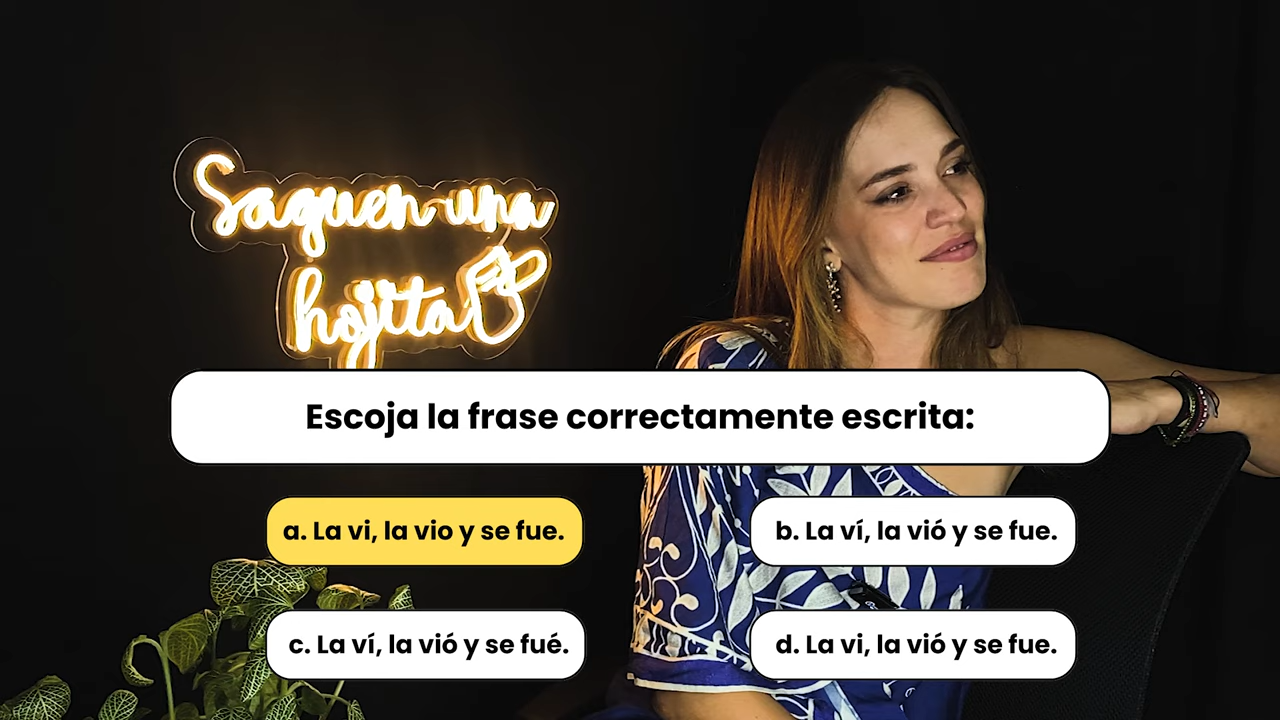 Saquen una
hojita
Escoja la frase correctamente escrita:
a. La vi, la vio y se fue.
b. La ví, la vió y se fue.
c. La ví, la vió y se fué.
d. La vi, la vió y se fue.